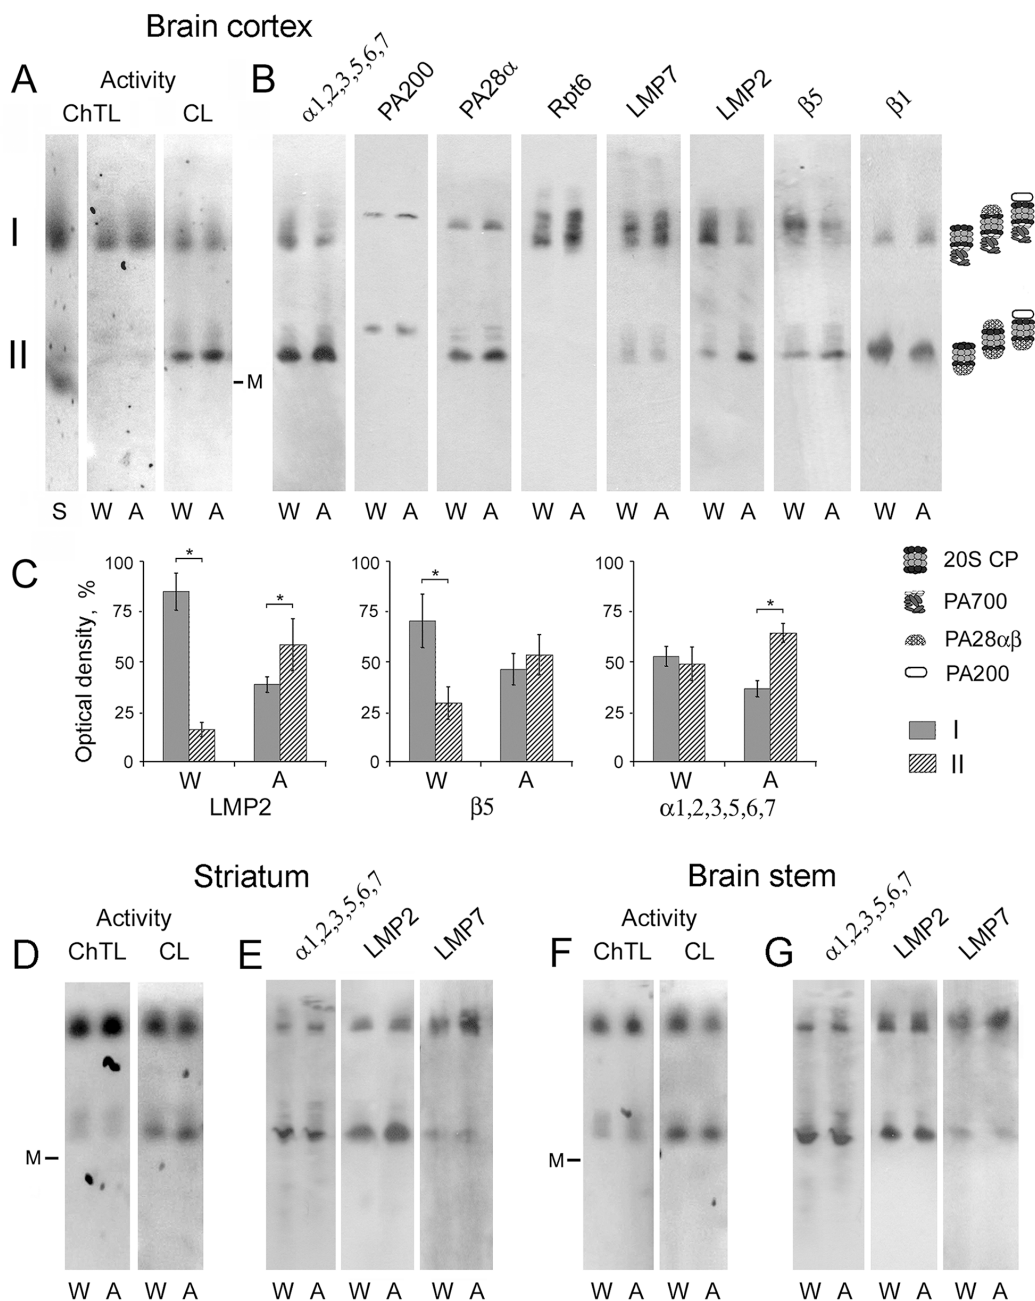 Brain cortex
A
Activity
ChTL
CL
B
α1,2,3,5,6,7
PA200
PA28α
Rpt6
LMP7
LMP2
β5
β1
I
II
M
S
W A
W A
W A
W A
W A
W A
W A
W A
W A
W A
C
Optical density, %
100
75
50
25
0
*
*
W
A
LMP2
100
75
50
25
0
*
W
A
β5
100
75
50
25
0
*
W
A
α1,2,3,5,6,7
20S CP
PA700
PA28αβ
PA200
I
II
Striatum
D
Activity
ChTL
CL
E
α1,2,3,5,6,7
LMP2
LMP7
M
W A
W A
W A
W A
W A
Brain stem
F
Activity
ChTL
CL
G
α1,2,3,5,6,7
LMP2
LMP7
M
W A
W A
W A
W A
W A